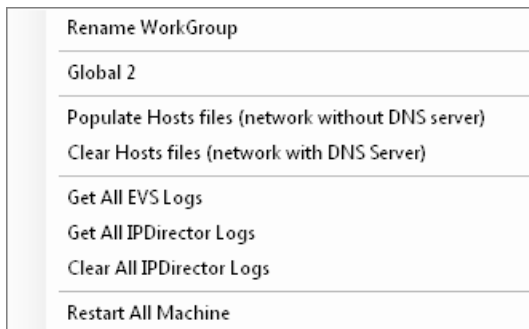 Rename WorkGroup
Global 2
Populate Hosts files (network without DNS server)
Clear Hosts files (network with DNS Server)
Get All EVS Logs
Get All IPDirector Logs
Clear All IPDirector Logs
Restart All Machine